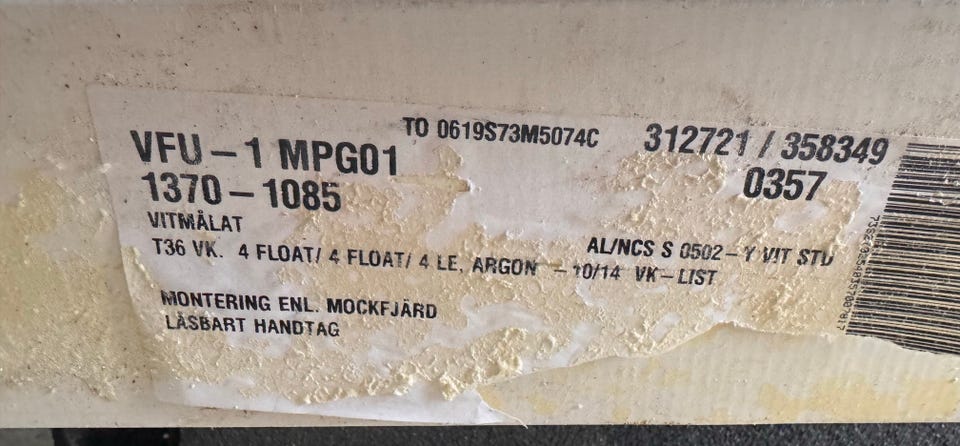 TO 0619S73M5074C
VFU-1 MPG01 312721 / 358349
1370-1085 0357
VITMÅLAT
AL/NCS S 0502-Y VIT STD
T36 VK. 4 FLOAT/ 4 FLOAT/ 4 LE, ARGON -10/14 VK-LIST
MONTERING ENL. MOCKFJÄRD
LÅSBART HANDTAG